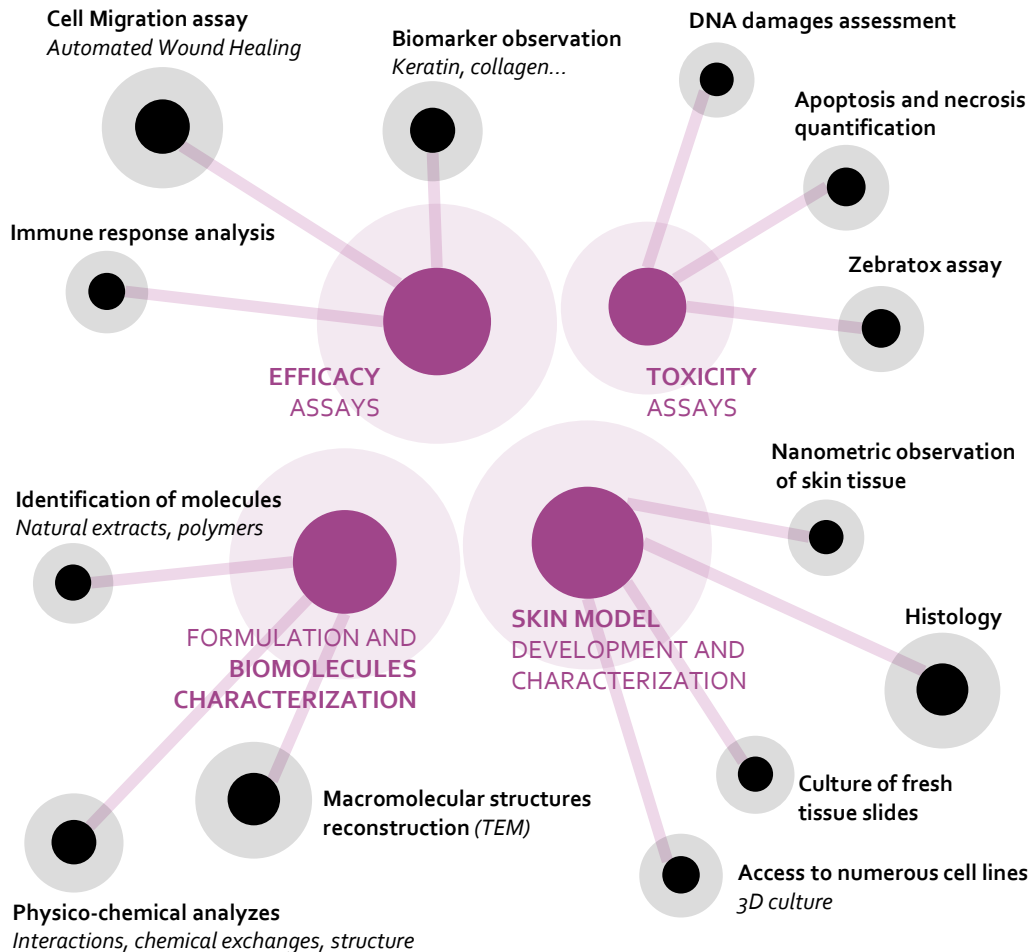 Cell Migration assay
Automated Wound Healing
Biomarker observation
Keratin, collagen...
DNA damages assessment
Apoptosis and necrosis
quantification
Immune response analysis
Zebratox assay
EFFICACY
ASSAYS
TOXICITY
ASSAYS
Identification of molecules
Natural extracts, polymers
Nanometric observation
of skin tissue
FORMULATION AND
BIOMOLECULES
CHARACTERIZATION
SKIN MODEL
DEVELOPMENT AND
CHARACTERIZATION
Histology
Macromolecular structures
reconstruction (TEM)
Culture of fresh
tissue slides
Physico-chemical analyzes
Interactions, chemical exchanges, structure
Access to numerous cell lines
3D culture